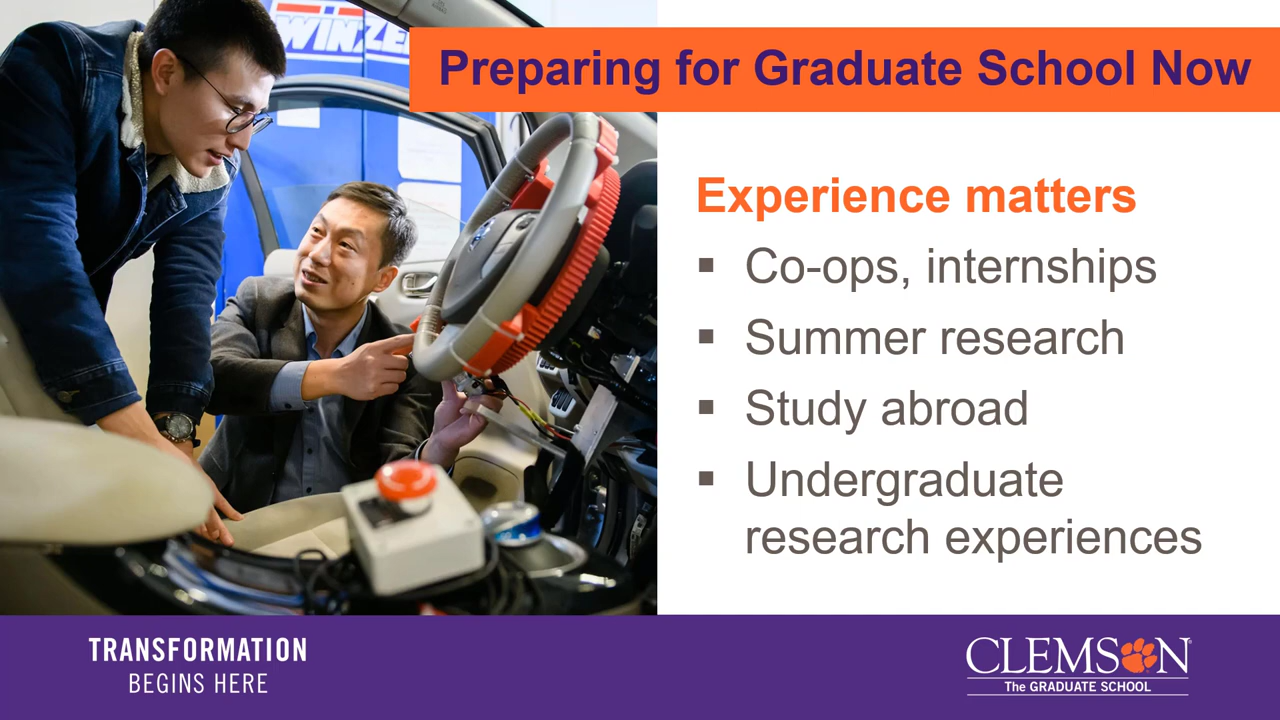 WINZE
Preparing for Graduate School Now
Experience matters
▪ Co-ops, internships
▪ Summer research
▪ Study abroad
▪ Undergraduate
research experiences
TRANSFORMATION
BEGINS HERE
CLEMSON
The GRADUATE SCHOOL